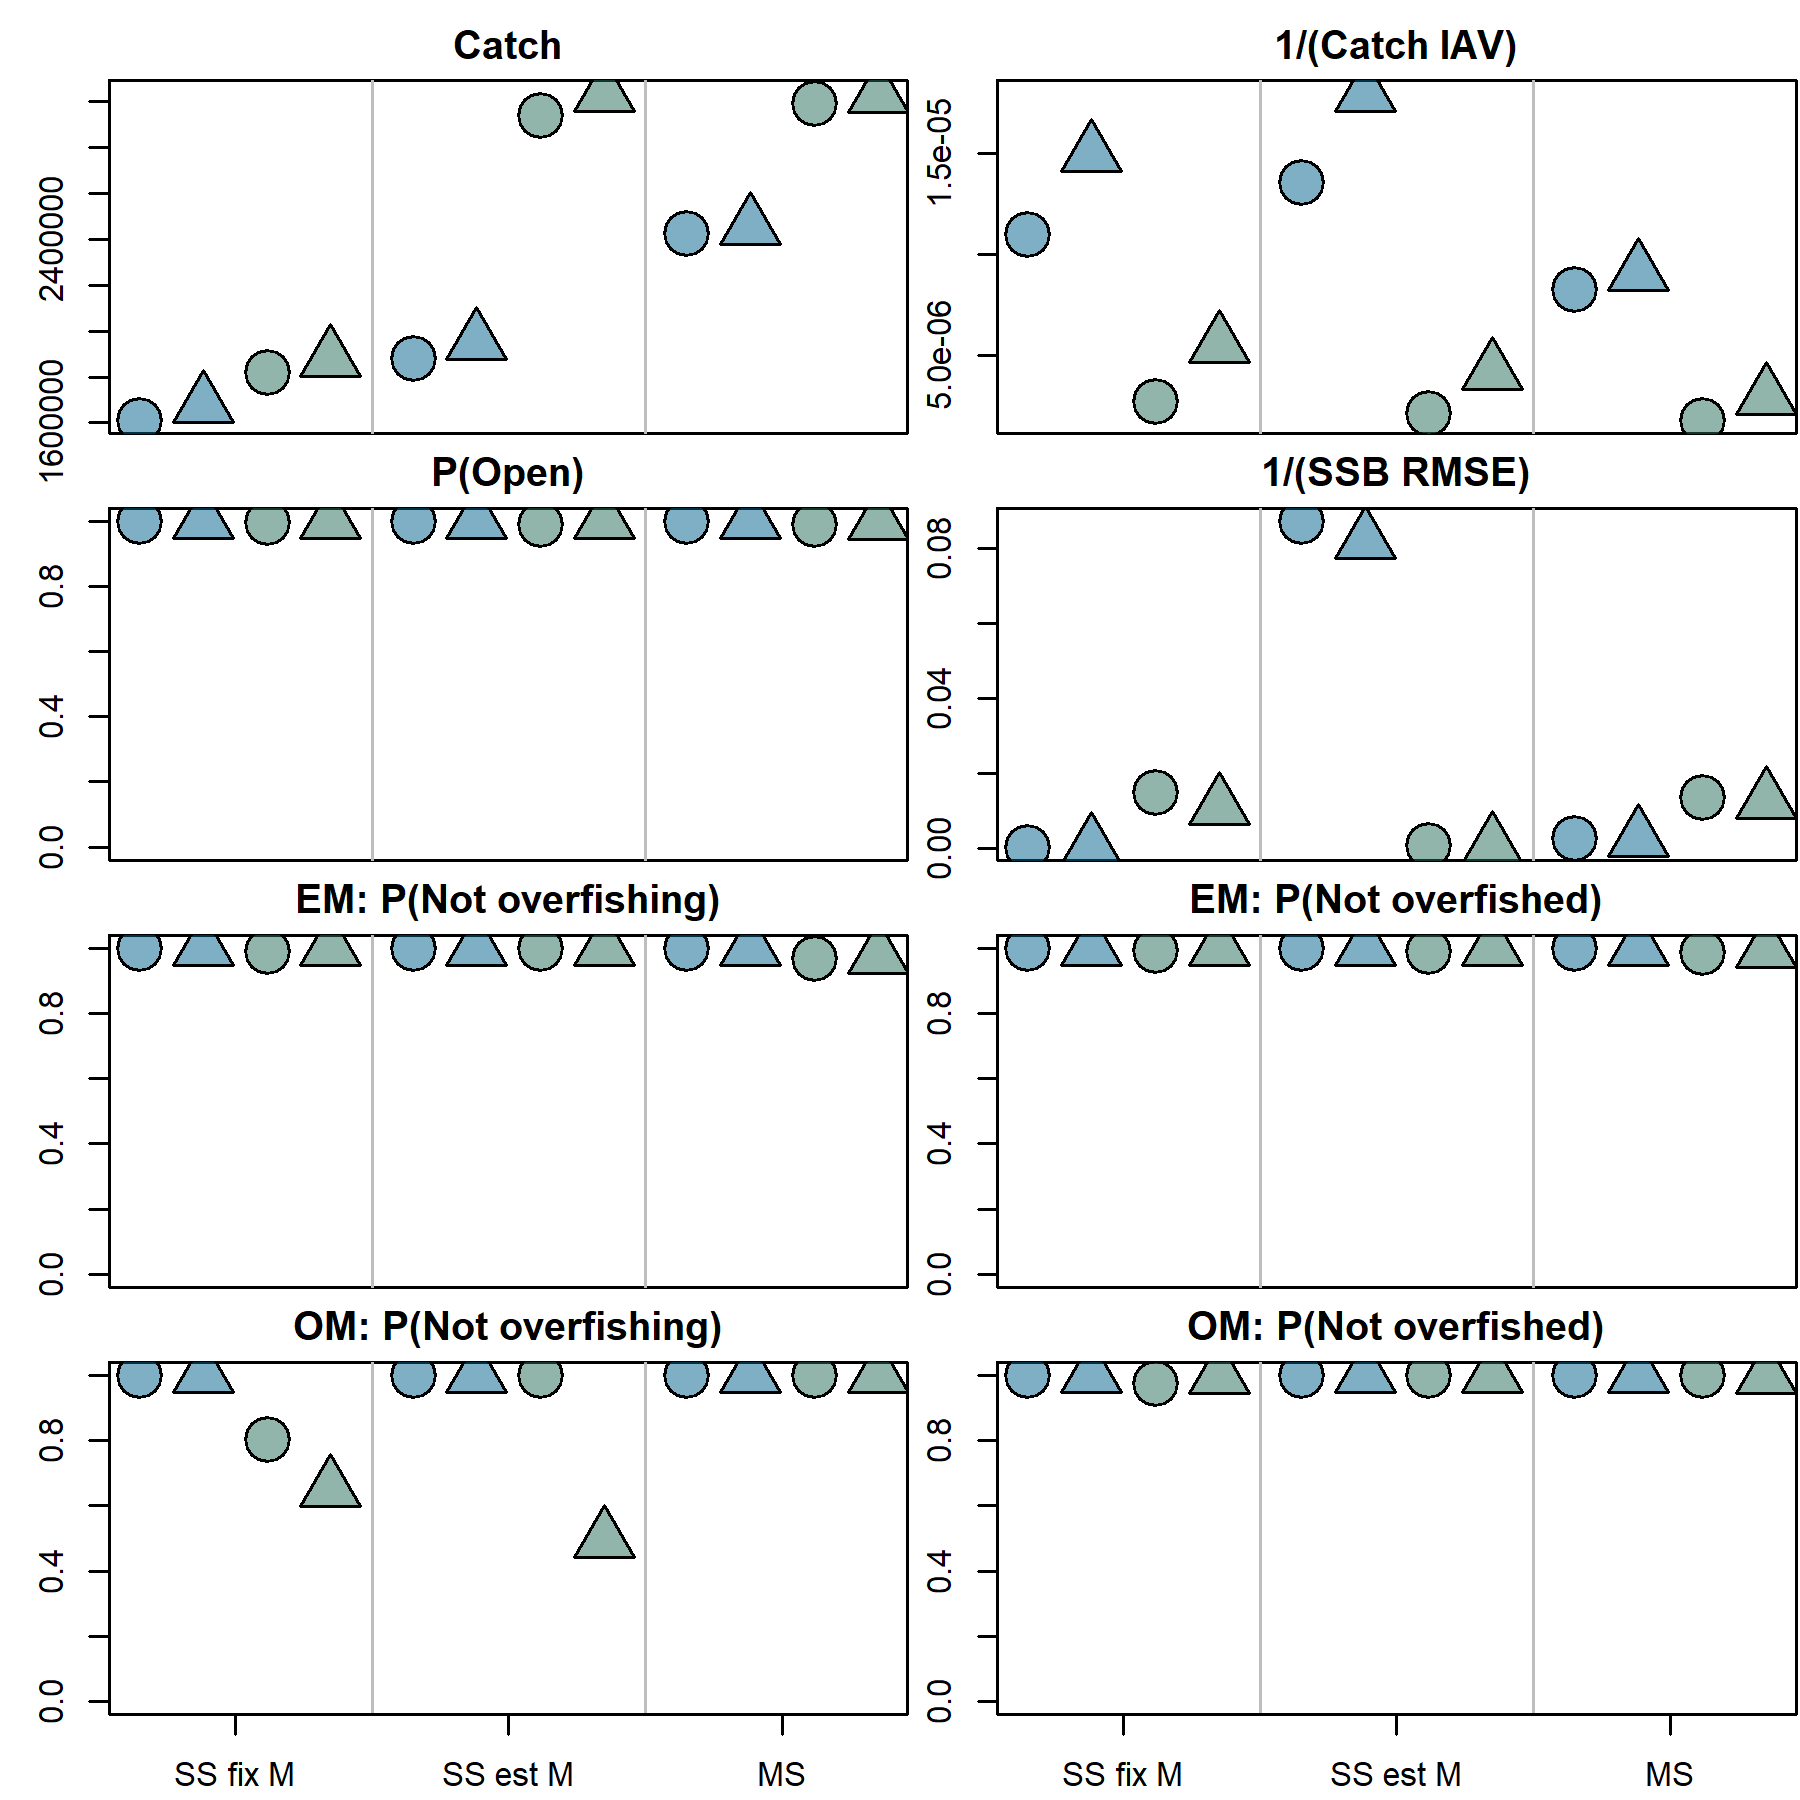 Catch
1600000
2400000
1/(Catch IAV)
5.0e-06
1.5e-05
P(Open)
0.0
0.4
0.8
1/(SSB RMSE)
0.00
0.04
0.08
EM: P(Not overfishing)
0.0
0.4
0.8
EM: P(Not overfished)
0.0
0.4
0.8
OM: P(Not overfishing)
0.0
0.4
0.8
OM: P(Not overfished)
0.0
0.4
0.8
SS fix M
SS est M
MS
SS fix M
SS est M
MS